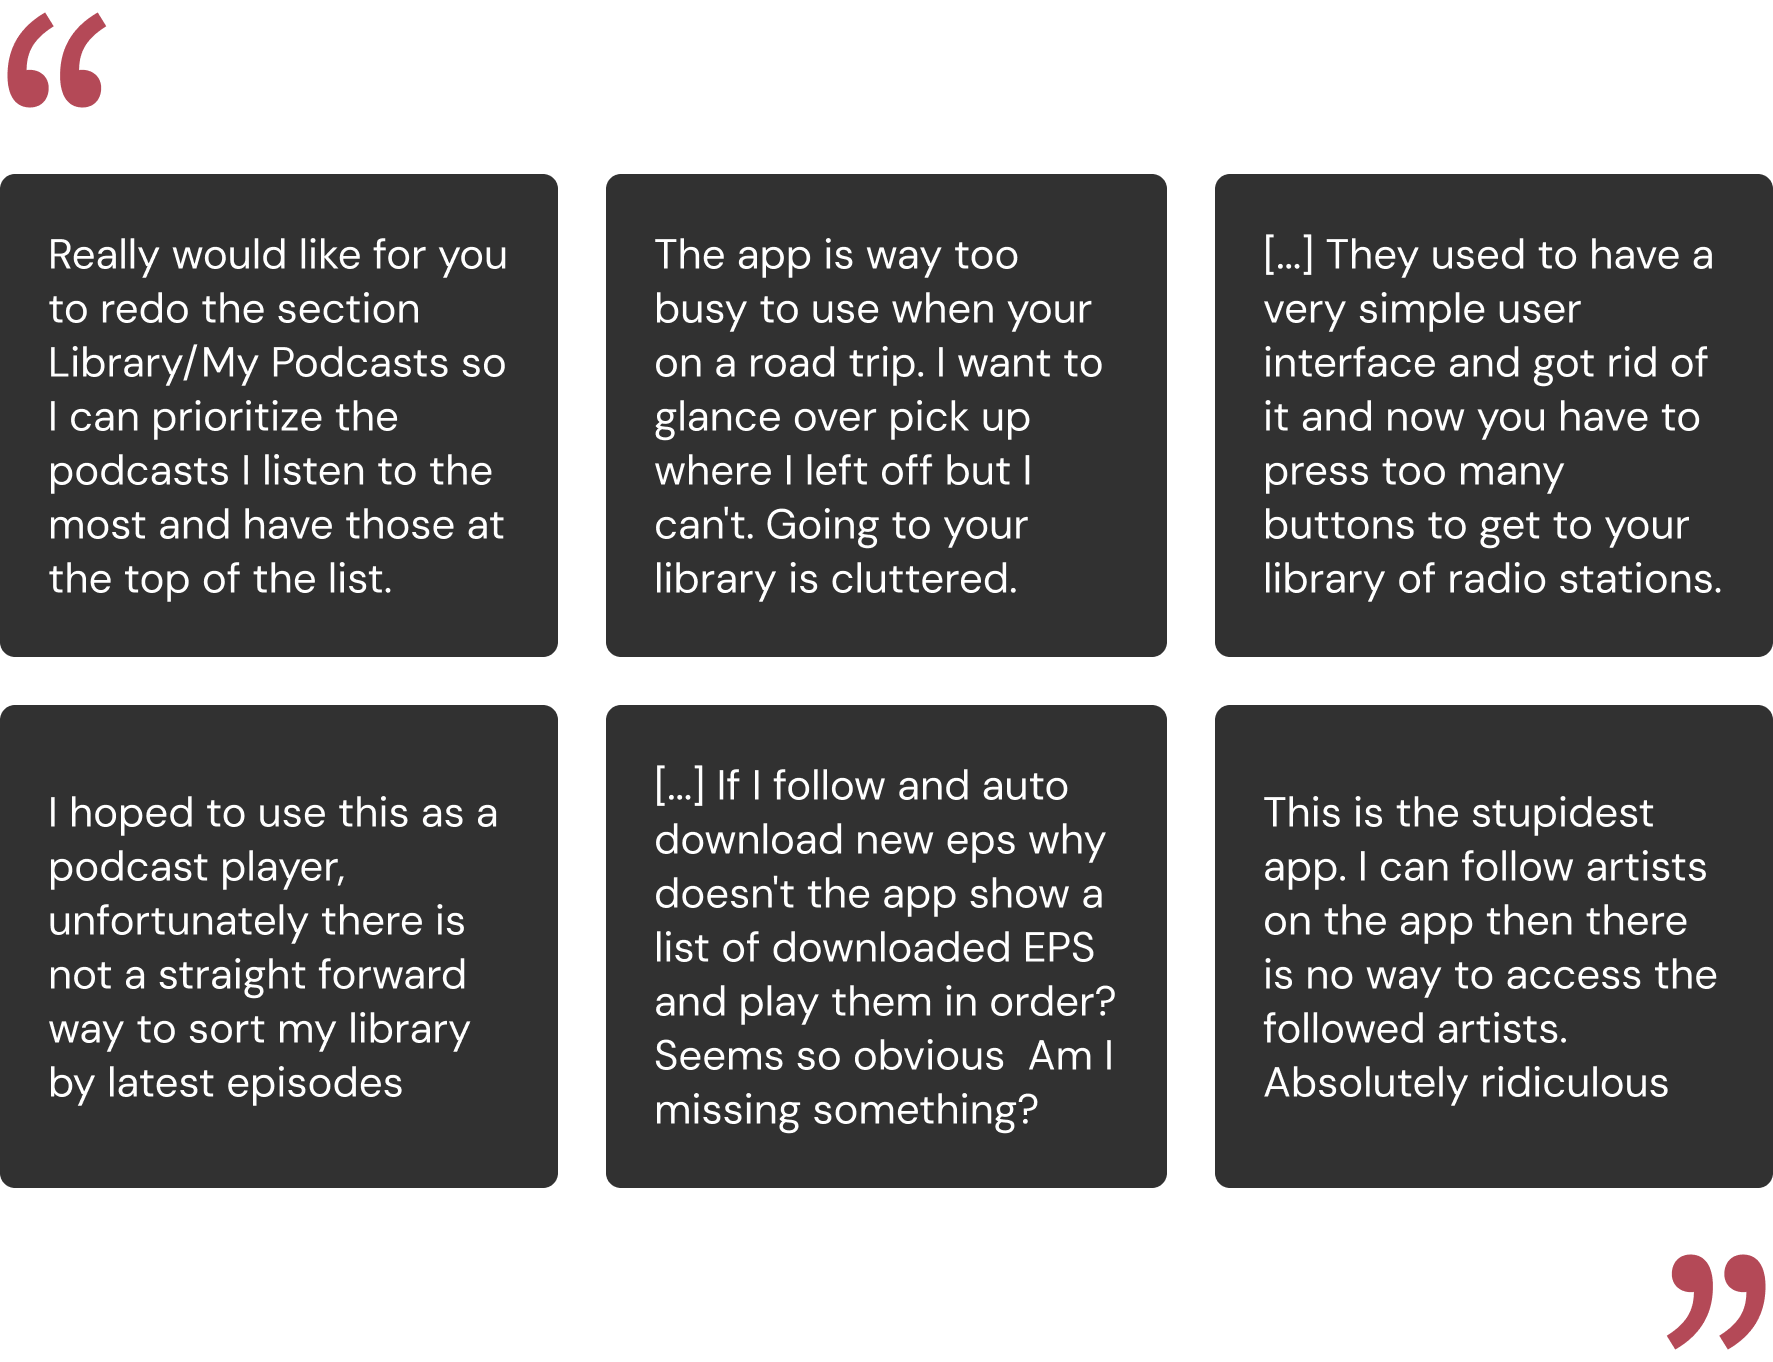 “
Really would like for you
to redo the section
Library/My Podcasts so
I can prioritize the
podcasts I listen to the
most and have those at
the top of the list.
The app is way too
busy to use when your
on a road trip. I want to
glance over pick up
where I left off but I
can't. Going to your
library is cluttered.
[...] They used to have a
very simple user
interface and got rid of
it and now you have to
press too many
buttons to get to your
library of radio stations.
I hoped to use this as a
podcast player,
unfortunately there is
not a straight forward
way to sort my library
by latest episodes
[...] If I follow and auto
download new eps why
doesn't the app show a
list of downloaded EPS
and play them in order?
Seems so obvious  Am I
missing something?
This is the stupidest
app. I can follow artists
on the app then there
is no way to access the
followed artists.
Absolutely ridiculous
”